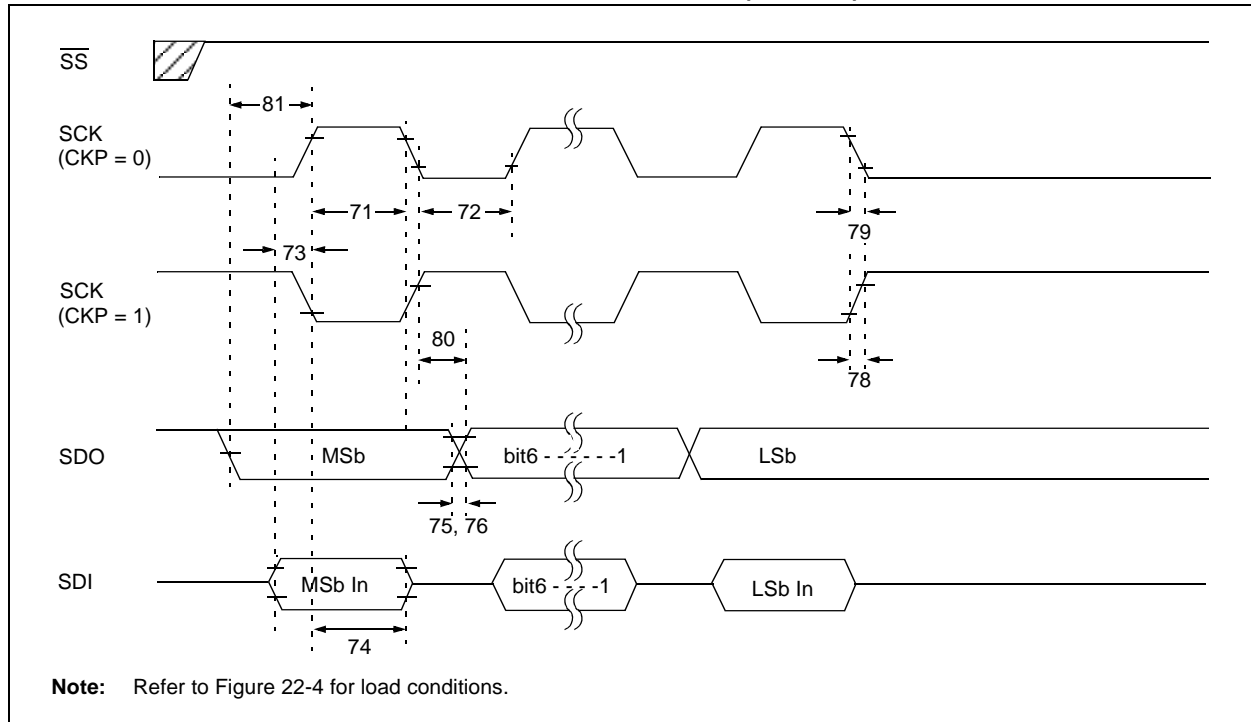 SS
81
SCK
(CKP = 0)
71
72
79
73
SCK
(CKP = 1)
80
78
SDO
MSb
bit6 - - - - - -1
LSb
75, 76
SDI
MSb In
bit6 - - - -1
LSb In
74
Note: Refer to Figure 22-4 for load conditions.